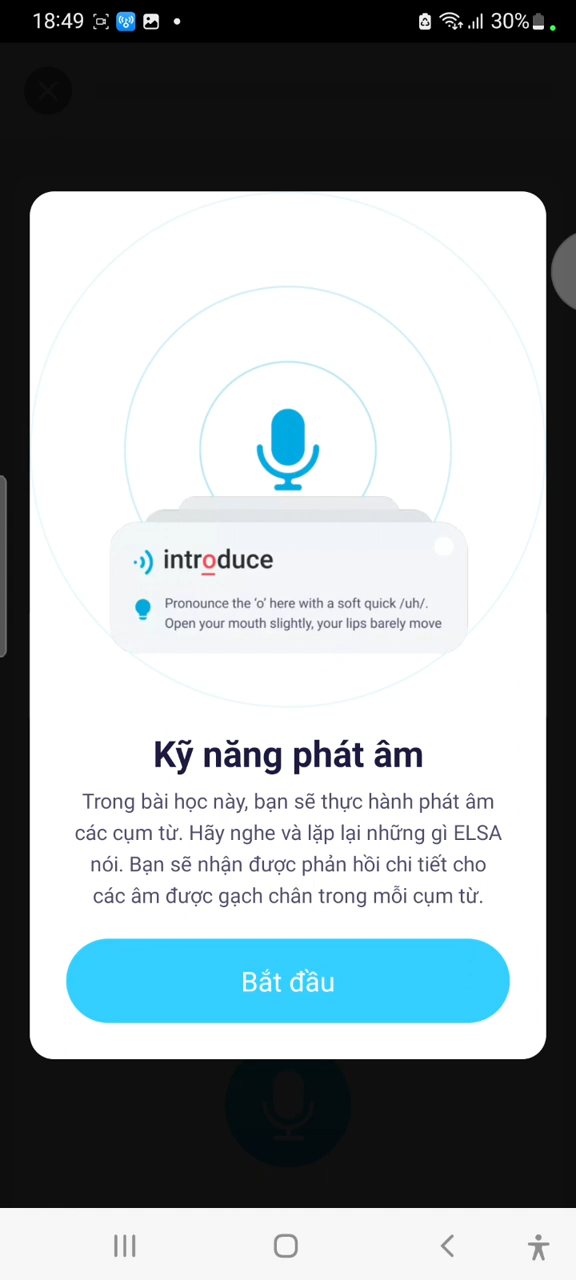 18:49
30%
introduce
Pronounce the ‘o’ here with a soft quick /uh/.
Open your mouth slightly, your lips barely move
Kỹ năng phát âm
Trong bài học này, bạn sẽ thực hành phát âm
các cụm từ. Hãy nghe và lặp lại những gì ELSA
nói. Bạn sẽ nhận được phản hồi chi tiết cho
các âm được gạch chân trong mỗi cụm từ.
Bắt đầu